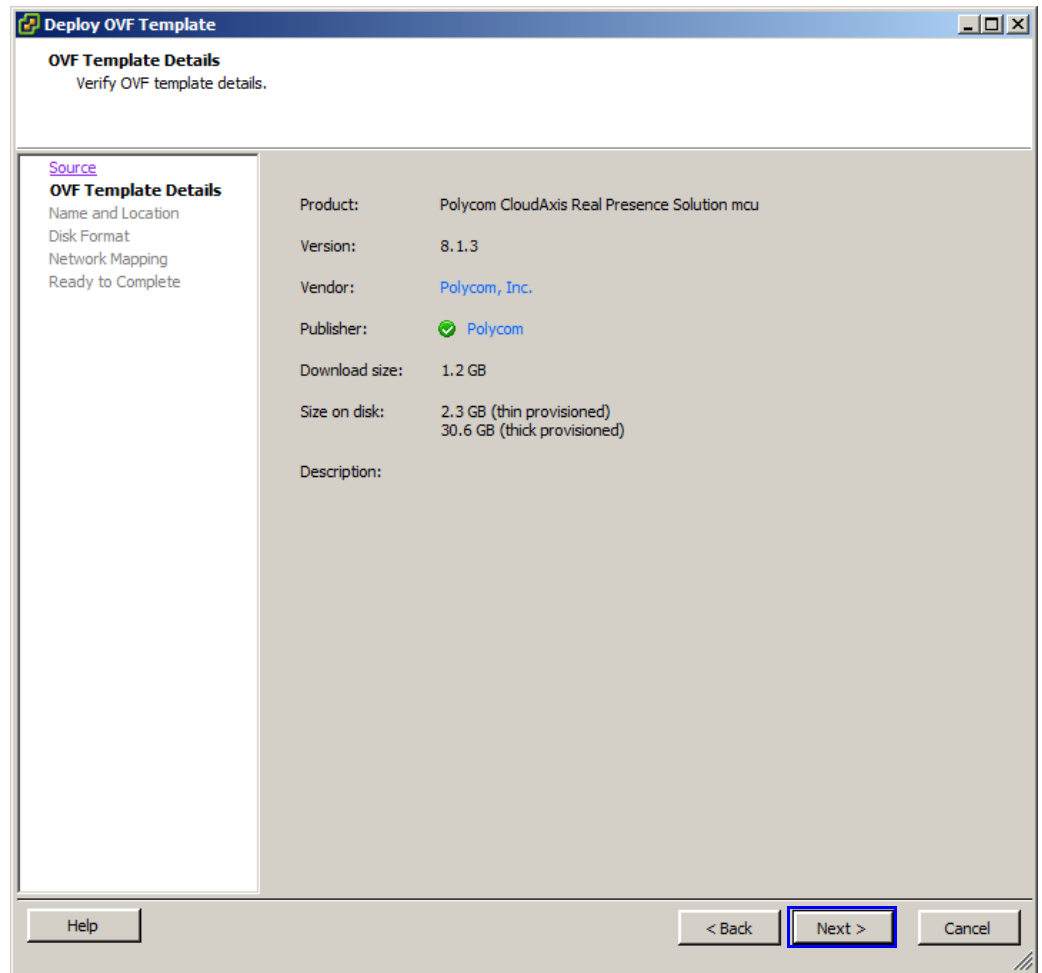 Deploy OVF Template
OVF Template Details
Verify OVF template details.
Source
OVF Template Details
Name and Location
Disk Format
Network Mapping
Ready to Complete
Product: Polycom CloudAxis Real Presence Solution mcu
Version: 8.1.3
Vendor: Polycom, Inc.
Publisher: Polycom
Download size: 1.2 GB
Size on disk: 2.3 GB (thin provisioned)
30.6 GB (thick provisioned)
Description:
Help
< Back
Next >
Cancel